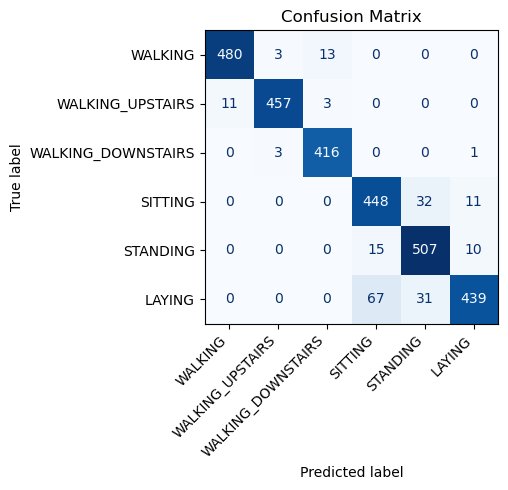 Confusion Matrix
True label
WALKING 480 3 13 0 0 0
WALKING_UPSTAIRS 11 457 3 0 0 0
WALKING_DOWNSTAIRS 0 3 416 0 0 1
SITTING 0 0 0 448 32 11
STANDING 0 0 0 15 507 10
LAYING 0 0 0 67 31 439
WALKING
WALKING_UPSTAIRS
WALKING_DOWNSTAIRS
SITTING
STANDING
LAYING
Predicted label